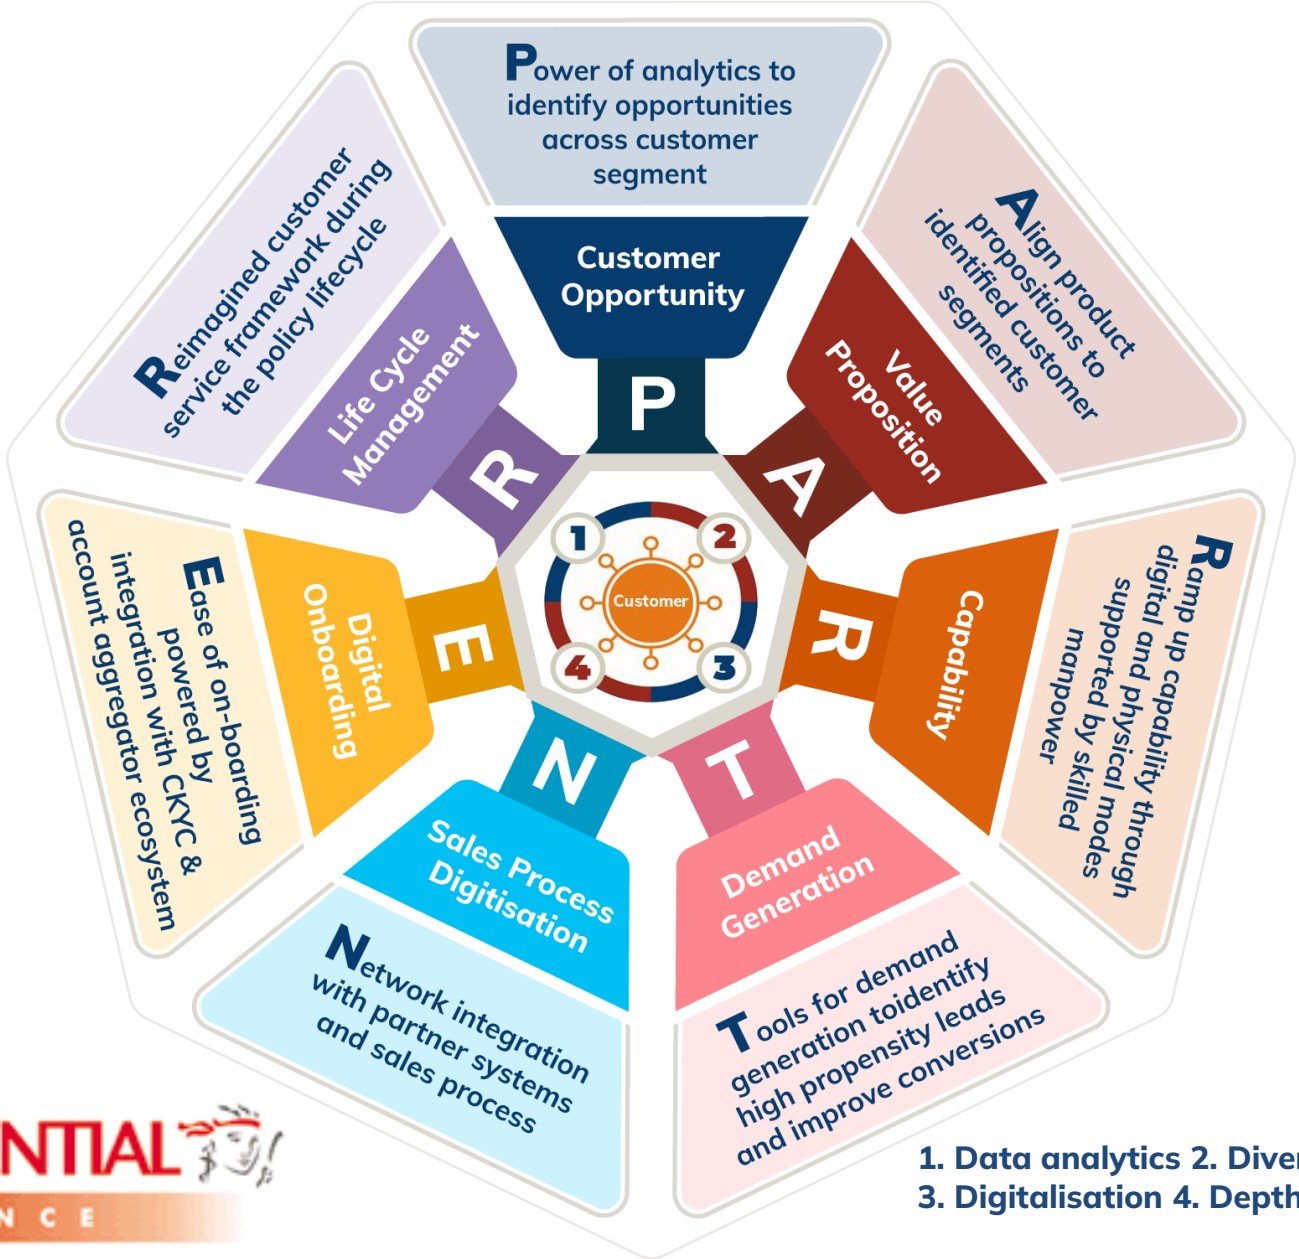 Power of analytics to
identify opportunities
across customer
segment
Customer
Opportunity
P
Align product
propositions to
identified customer
segments
Value
Proposition
A
Ramp up capability through
digital and physical modes
supported by skilled
manpower
Capability
R
Tools for demand
generation toidentify
high propensity leads
and improve conversions
Demand
Generation
T
Network integration
with partner systems
and sales process
Sales Process
Digitisation
N
Ease of on-boarding
powered by
integration with CKYC &
account aggregator ecosystem
Digital
Onboarding
E
Reimagined customer
service framework during
the policy lifecycle
Life Cycle
Management
R
1
2
Customer
4
3
NTIAL
N C E
1. Data analytics 2. Diver
3. Digitalisation 4. Depth